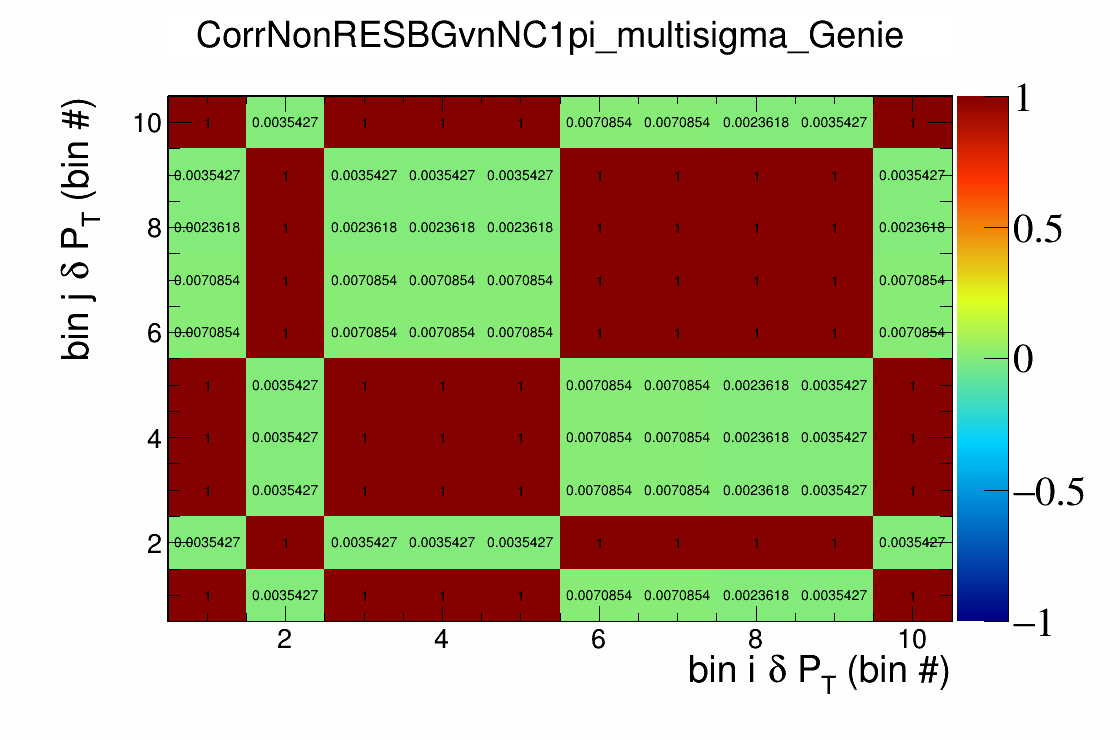 CorrNonRESBGvnNC1pi_multisigma_Genie
bin j δ P_T (bin #)
10 1 0.0035427 1 1 1 0.0070854 0.0070854 0.0023618 0.0035427 1
0.0035427 1 0.0035427 0.0035427 0.0035427 1 1 1 1 0.0035427
8 0.0023618 1 0.0023618 0.0023618 0.0023618 1 1 1 1 0.0023618
0.0070854 1 0.0070854 0.0070854 0.0070854 1 1 1 1 0.0070854
6 0.0070854 1 0.0070854 0.0070854 0.0070854 1 1 1 1 0.0070854
1 0.0035427 1 1 1 0.0070854 0.0070854 0.0023618 0.0035427 1
4 1 0.0035427 1 1 1 0.0070854 0.0070854 0.0023618 0.0035427 1
1 0.0035427 1 1 1 0.0070854 0.0070854 0.0023618 0.0035427 1
2 0.0035427 1 0.0035427 0.0035427 0.0035427 1 1 1 1 0.0035427
1 0.0035427 1 1 1 0.0070854 0.0070854 0.0023618 0.0035427 1
2 4 6 8 10
bin i δ P_T (bin #)
1
0.5
0
−0.5
−1